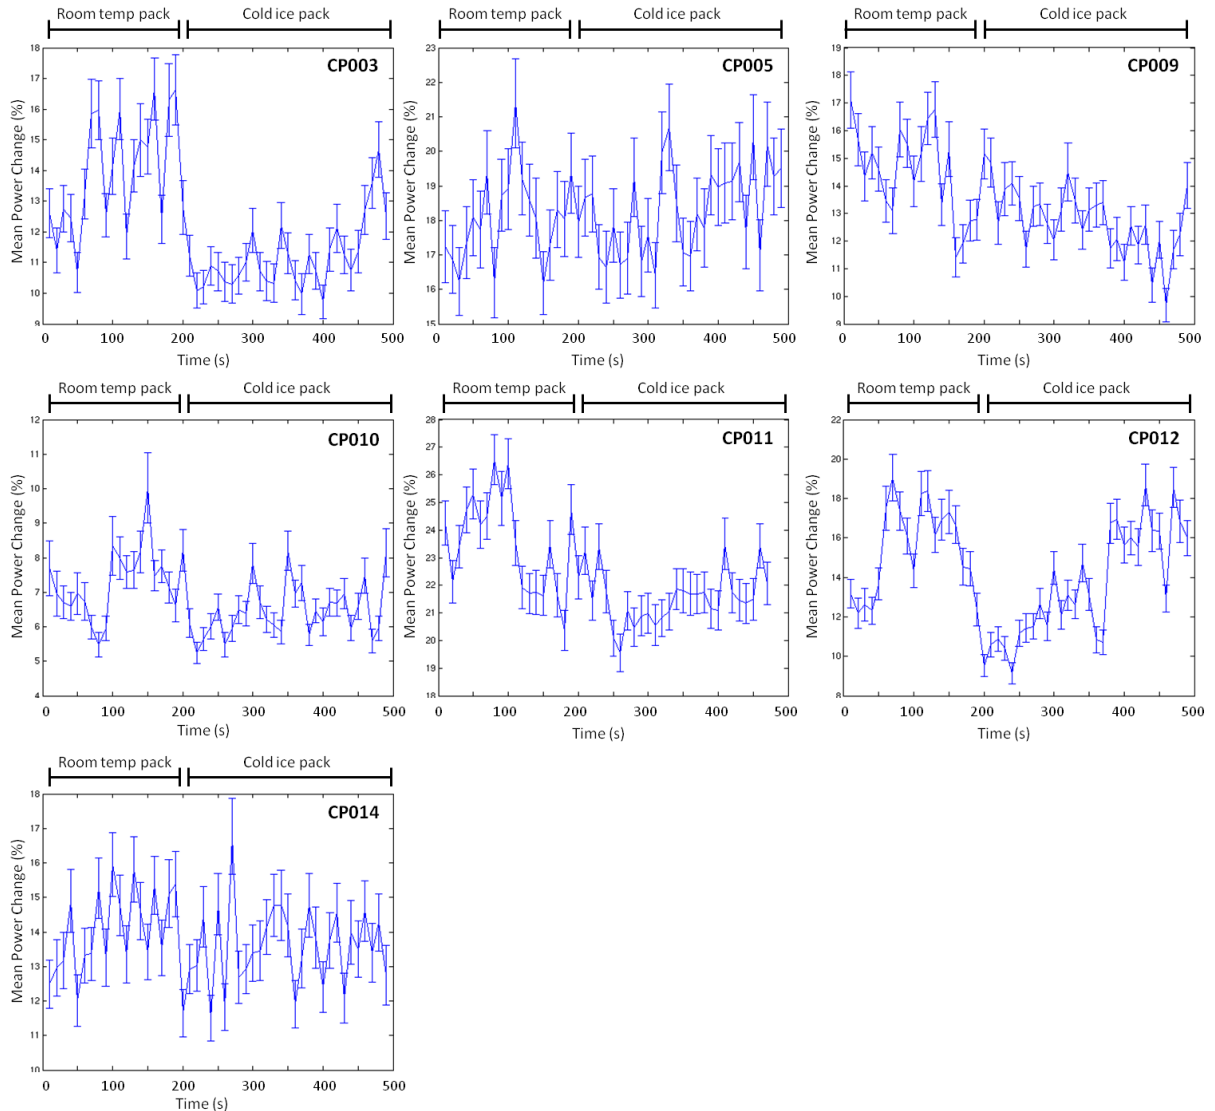 Room temp pack Cold ice pack
CP003
Mean Power Change (%)
18
17
16
15
14
13
12
11
10
9
0 100 200 300 400 500
Time (s)
Room temp pack Cold ice pack
CP005
Mean Power Change (%)
23
22
21
20
19
18
17
16
15
0 100 200 300 400 500
Time (s)
Room temp pack Cold ice pack
CP009
Mean Power Change (%)
19
18
17
16
15
14
13
12
11
10
9
0 100 200 300 400 500
Time (s)
Room temp pack Cold ice pack
CP010
Mean Power Change (%)
12
11
10
9
8
7
6
5
4
0 100 200 300 400 500
Time (s)
Room temp pack Cold ice pack
CP011
Mean Power Change (%)
28
27
26
25
24
23
22
21
20
19
18
0 100 200 300 400 500
Time (s)
Room temp pack Cold ice pack
CP012
Mean Power Change (%)
22
20
18
16
14
12
10
8
0 100 200 300 400 500
Time (s)
Room temp pack Cold ice pack
CP014
Mean Power Change (%)
18
17
16
15
14
13
12
11
10
0 100 200 300 400 500
Time (s)